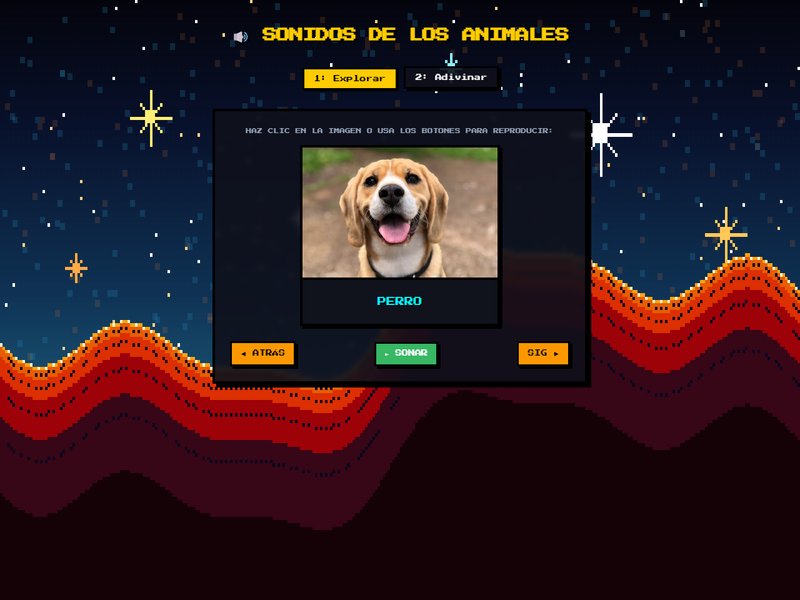 SONIDOS DE LOS ANIMALES
1: Explorar
2: Adivinar
HAZ CLIC EN LA IMAGEN O USA LOS BOTONES PARA REPRODUCIR:
PERRO
◄ ATRAS
► SONAR
SIG ►